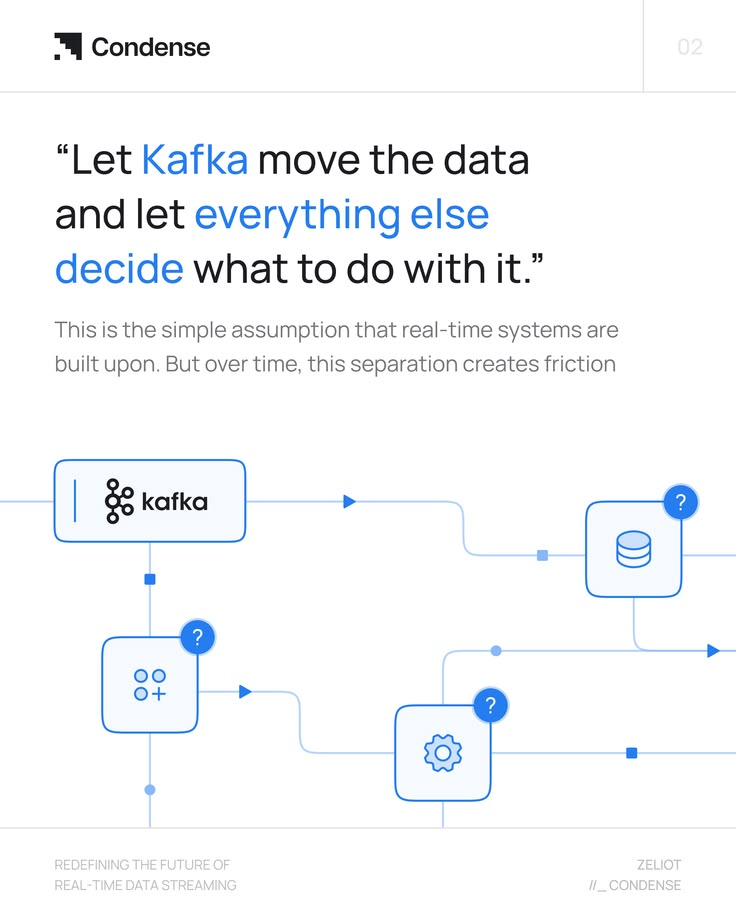 Condense
02
“Let Kafka move the data
and let everything else
decide what to do with it.”
This is the simple assumption that real-time systems are
built upon. But over time, this separation creates friction
kafka
?
?
?
REDEFINING THE FUTURE OF
REAL-TIME DATA STREAMING
ZELIOT
//_ CONDENSE